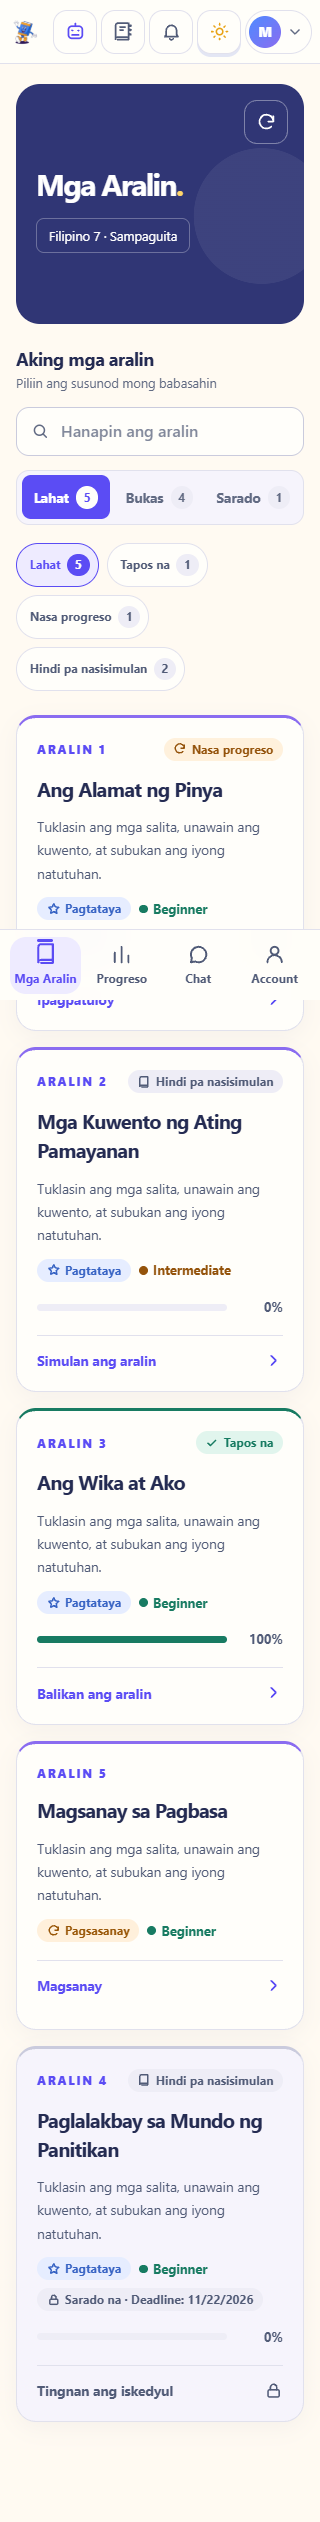 M
Mga Aralin.
Filipino 7 · Sampaguita
Aking mga aralin
Piliin ang susunod mong babasahin
Hanapin ang aralin
Lahat 5 Bukas 4 Sarado 1
Lahat 5 Tapos na 1
Nasa progreso 1
Hindi pa nasisimulan 2
ARALIN 1 Nasa progreso
Ang Alamat ng Pinya
Tuklasin ang mga salita, unawain ang
kuwento, at subukan ang iyong
natutuhan.
Pagtataya Beginner
Mga Aralin Progreso Chat Account
Ipagpatuloy
ARALIN 2 Hindi pa nasisimulan
Mga Kuwento ng Ating
Pamayanan
Tuklasin ang mga salita, unawain ang
kuwento, at subukan ang iyong
natutuhan.
Pagtataya Intermediate
0%
Simulan ang aralin
ARALIN 3 Tapos na
Ang Wika at Ako
Tuklasin ang mga salita, unawain ang
kuwento, at subukan ang iyong
natutuhan.
Pagtataya Beginner
100%
Balikan ang aralin
ARALIN 5
Magsanay sa Pagbasa
Tuklasin ang mga salita, unawain ang
kuwento, at subukan ang iyong
natutuhan.
Pagsasanay Beginner
Magsanay
ARALIN 4 Hindi pa nasisimulan
Paglalakbay sa Mundo ng
Panitikan
Tuklasin ang mga salita, unawain ang
kuwento, at subukan ang iyong
natutuhan.
Pagtataya Beginner
Sarado na · Deadline: 11/22/2026
0%
Tingnan ang iskedyul